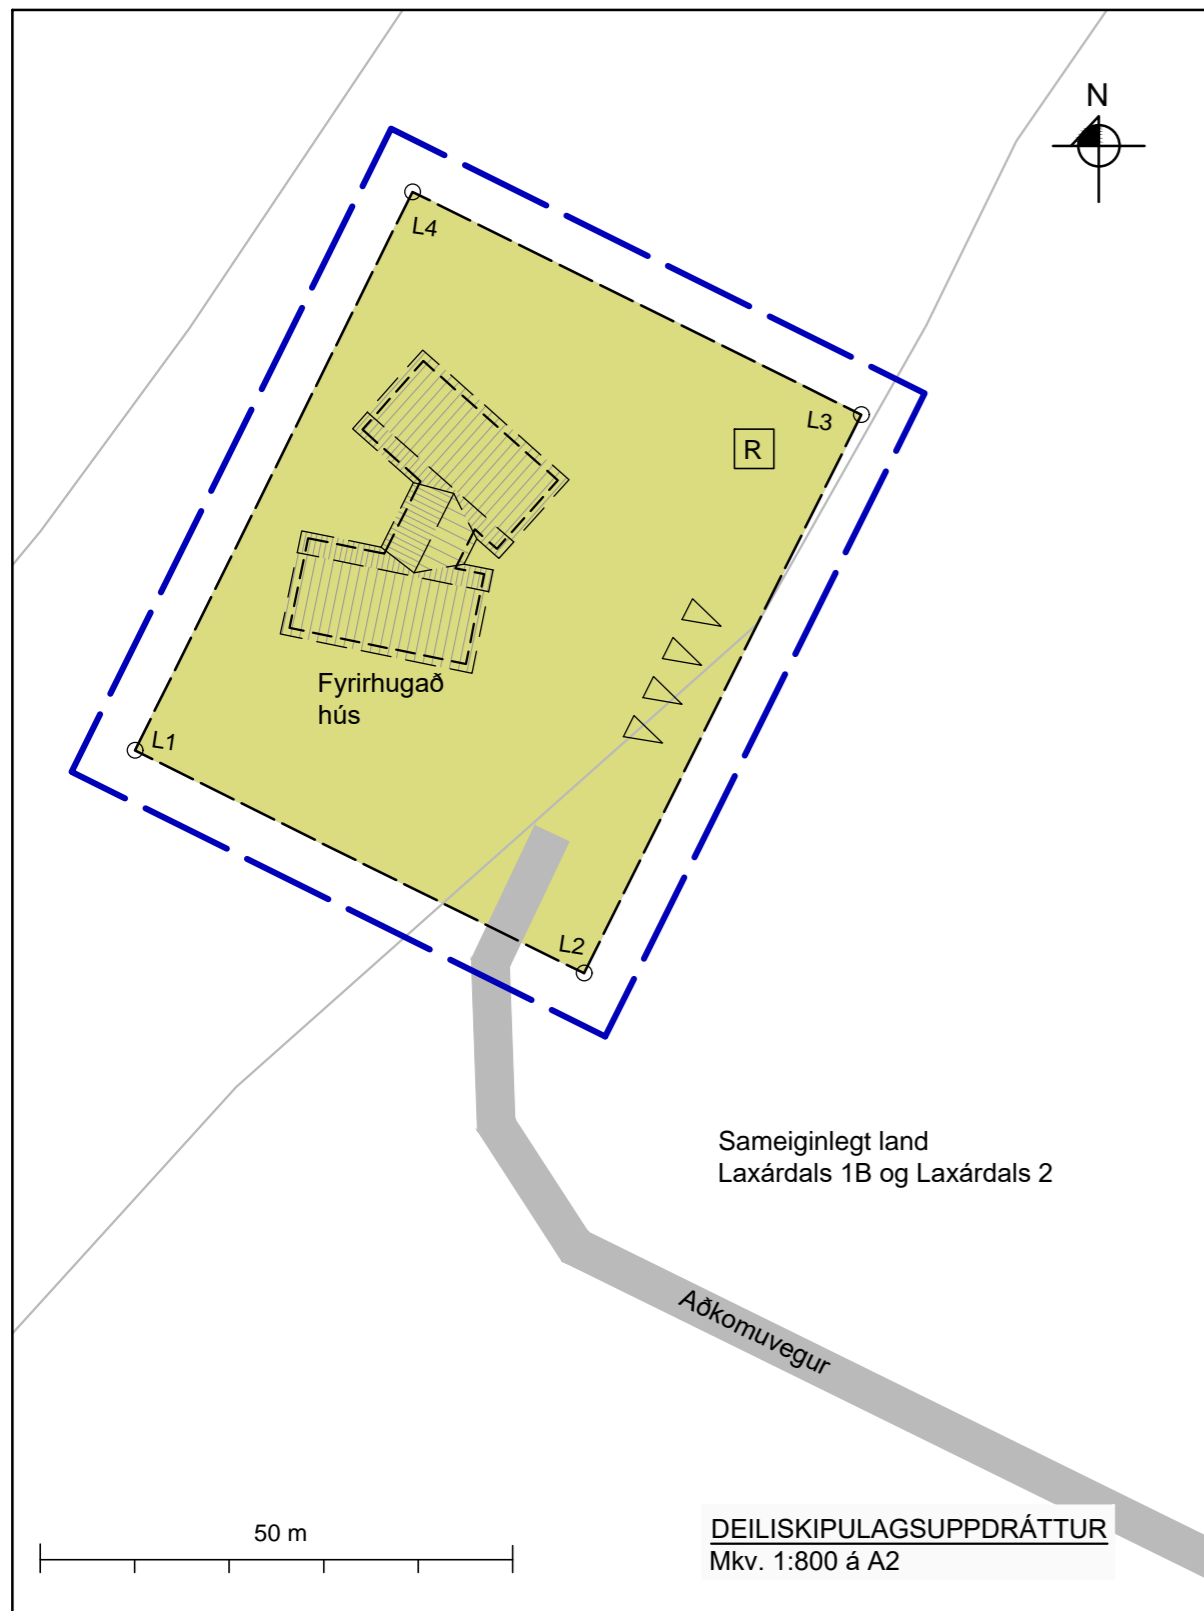 N
L4
L3
R
Fyrirhugað
hús
L1
L2
Sameiginlegt land
Laxárdals 1B og Laxárdals 2
Aðkomuvegur
50 m
DEILISKIPULAGSUPPDRÁTTUR
Mkv. 1:800 á A2